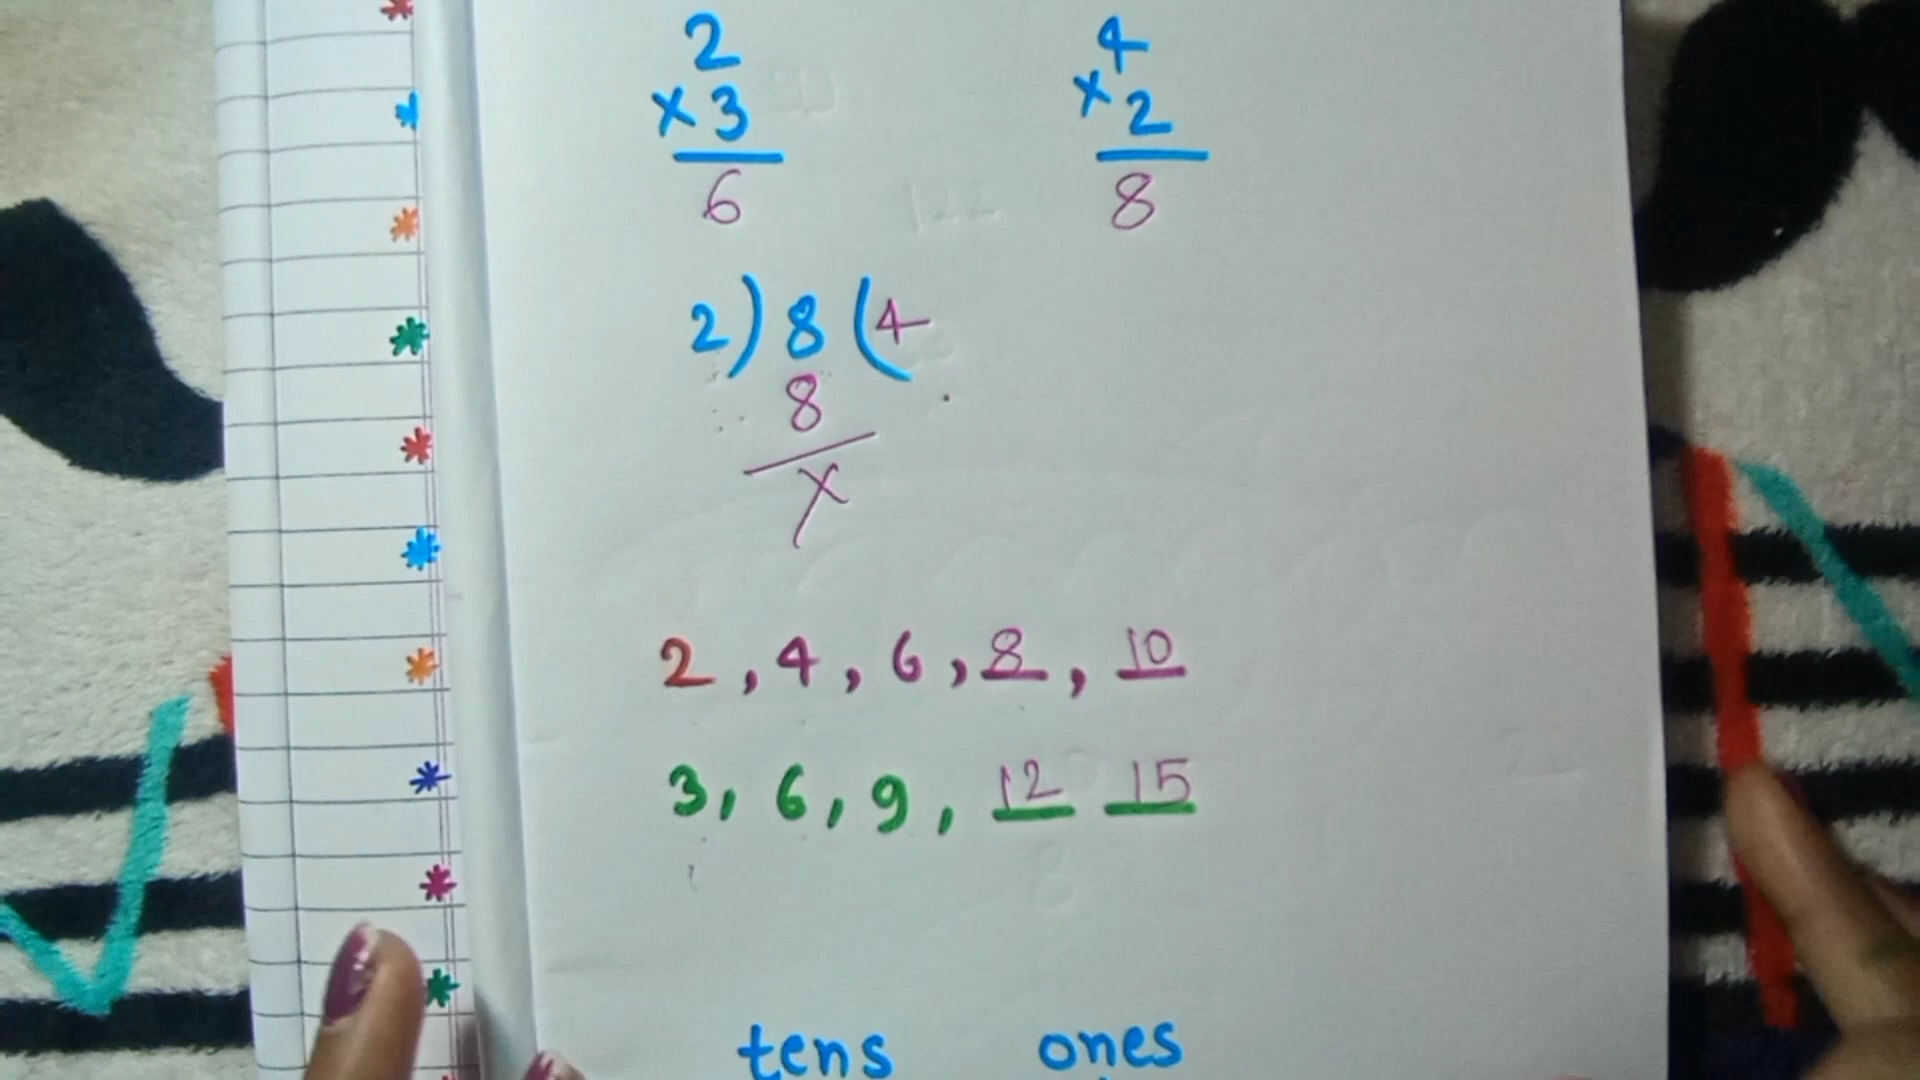 2 4
× 3 × 2
6 8
2 ) 8 ( 4
8
×
2 , 4 , 6 , 8 , 10
3 , 6 , 9 , 12 15
tens ones